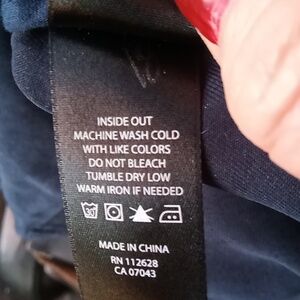 INSIDE OUT
MACHINE WASH COLD
WITH LIKE COLORS
DO NOT BLEACH
TUMBLE DRY LOW
WARM IRON IF NEEDED
30
MADE IN CHINA
RN 112628
CA 07043